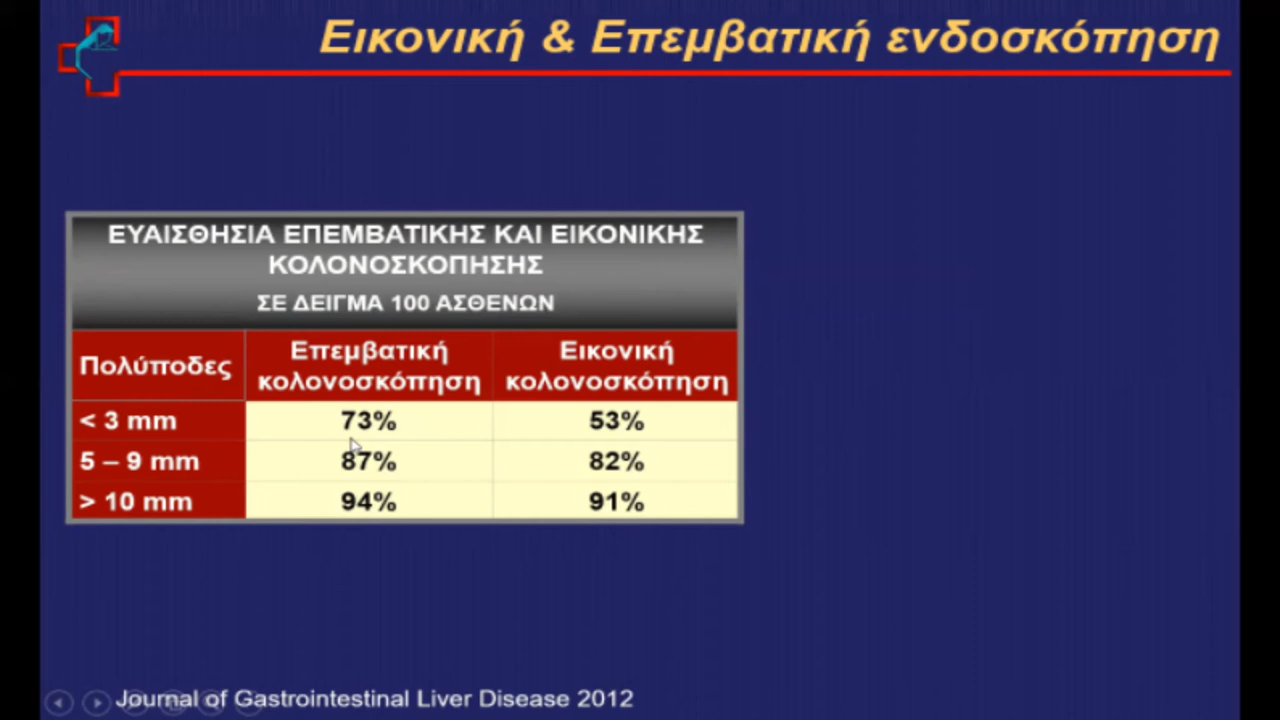 Εικονική & Επεμβατική ενδοσκόπηση
ΕΥΑΙΣΘΗΣΙΑ ΕΠΕΜΒΑΤΙΚΗΣ ΚΑΙ ΕΙΚΟΝΙΚΗΣ
ΚΟΛΟΝΟΣΚΟΠΗΣΗΣ
ΣΕ ΔΕΙΓΜΑ 100 ΑΣΘΕΝΩΝ
Πολύποδες Επεμβατική κολονοσκόπηση Εικονική κολονοσκόπηση
< 3 mm 73% 53%
5 – 9 mm 87% 82%
> 10 mm 94% 91%
Journal of Gastrointestinal Liver Disease 2012